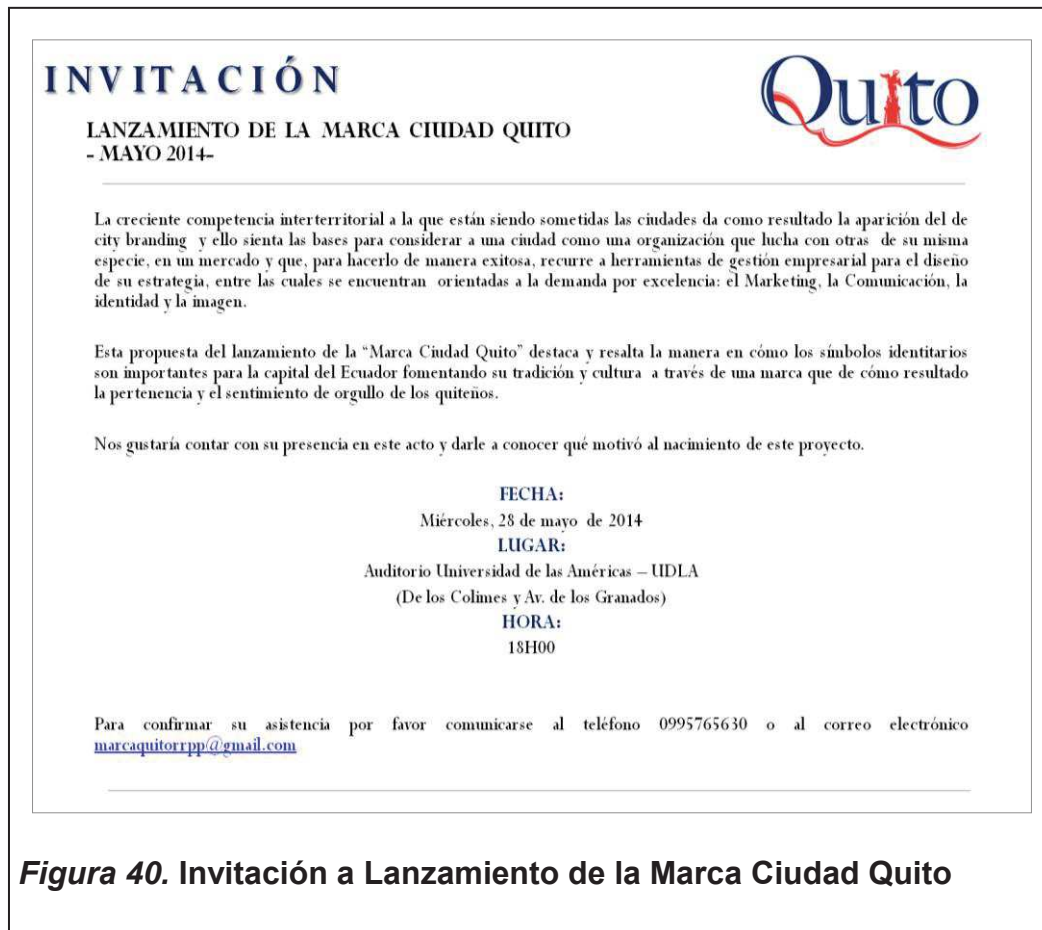 INVITACIÓN
Quito
LANZAMIENTO DE LA MARCA CIUDAD QUITO
- MAYO 2014-
La creciente competencia interterritorial a la que están siendo sometidas las ciudades da como resultado la aparición del de
city branding y ello sienta las bases para considerar a una ciudad como una organización que lucha con otras de su misma
especie, en un mercado y que, para hacerlo de manera exitosa, recurre a herramientas de gestión empresarial para el diseño
de su estrategia, entre las cuales se encuentran orientadas a la demanda por excelencia: el Marketing, la Comunicación, la
identidad y la imagen.
Esta propuesta del lanzamiento de la “Marca Ciudad Quito” destaca y resalta la manera en cómo los símbolos identitarios
son importantes para la capital del Ecuador fomentando su tradición y cultura a través de una marca que de cómo resultado
la pertenencia y el sentimiento de orgullo de los quiteños.
Nos gustaría contar con su presencia en este acto y darle a conocer qué motivó al nacimiento de este proyecto.
FECHA:
Miércoles, 28 de mayo de 2014
LUGAR:
Auditorio Universidad de las Américas – UDLA
(De los Colimes y Av. de los Granados)
HORA:
18H00
Para confirmar su asistencia por favor comunicarse al teléfono 0995765630 o al correo electrónico
marcaquitorrpp@gmail.com
Figura 40. Invitación a Lanzamiento de la Marca Ciudad Quito